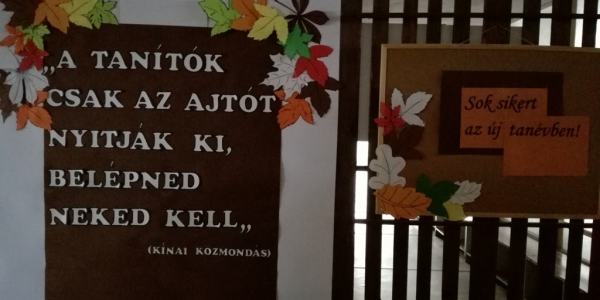 „A TANÍTÓK
CSAK AZ AJTÓT
NYITJÁK KI,
BELÉPNED
NEKED KELL„
(KÍNAI KOZMONDÁS)
Sok sikert
az új tanévben!